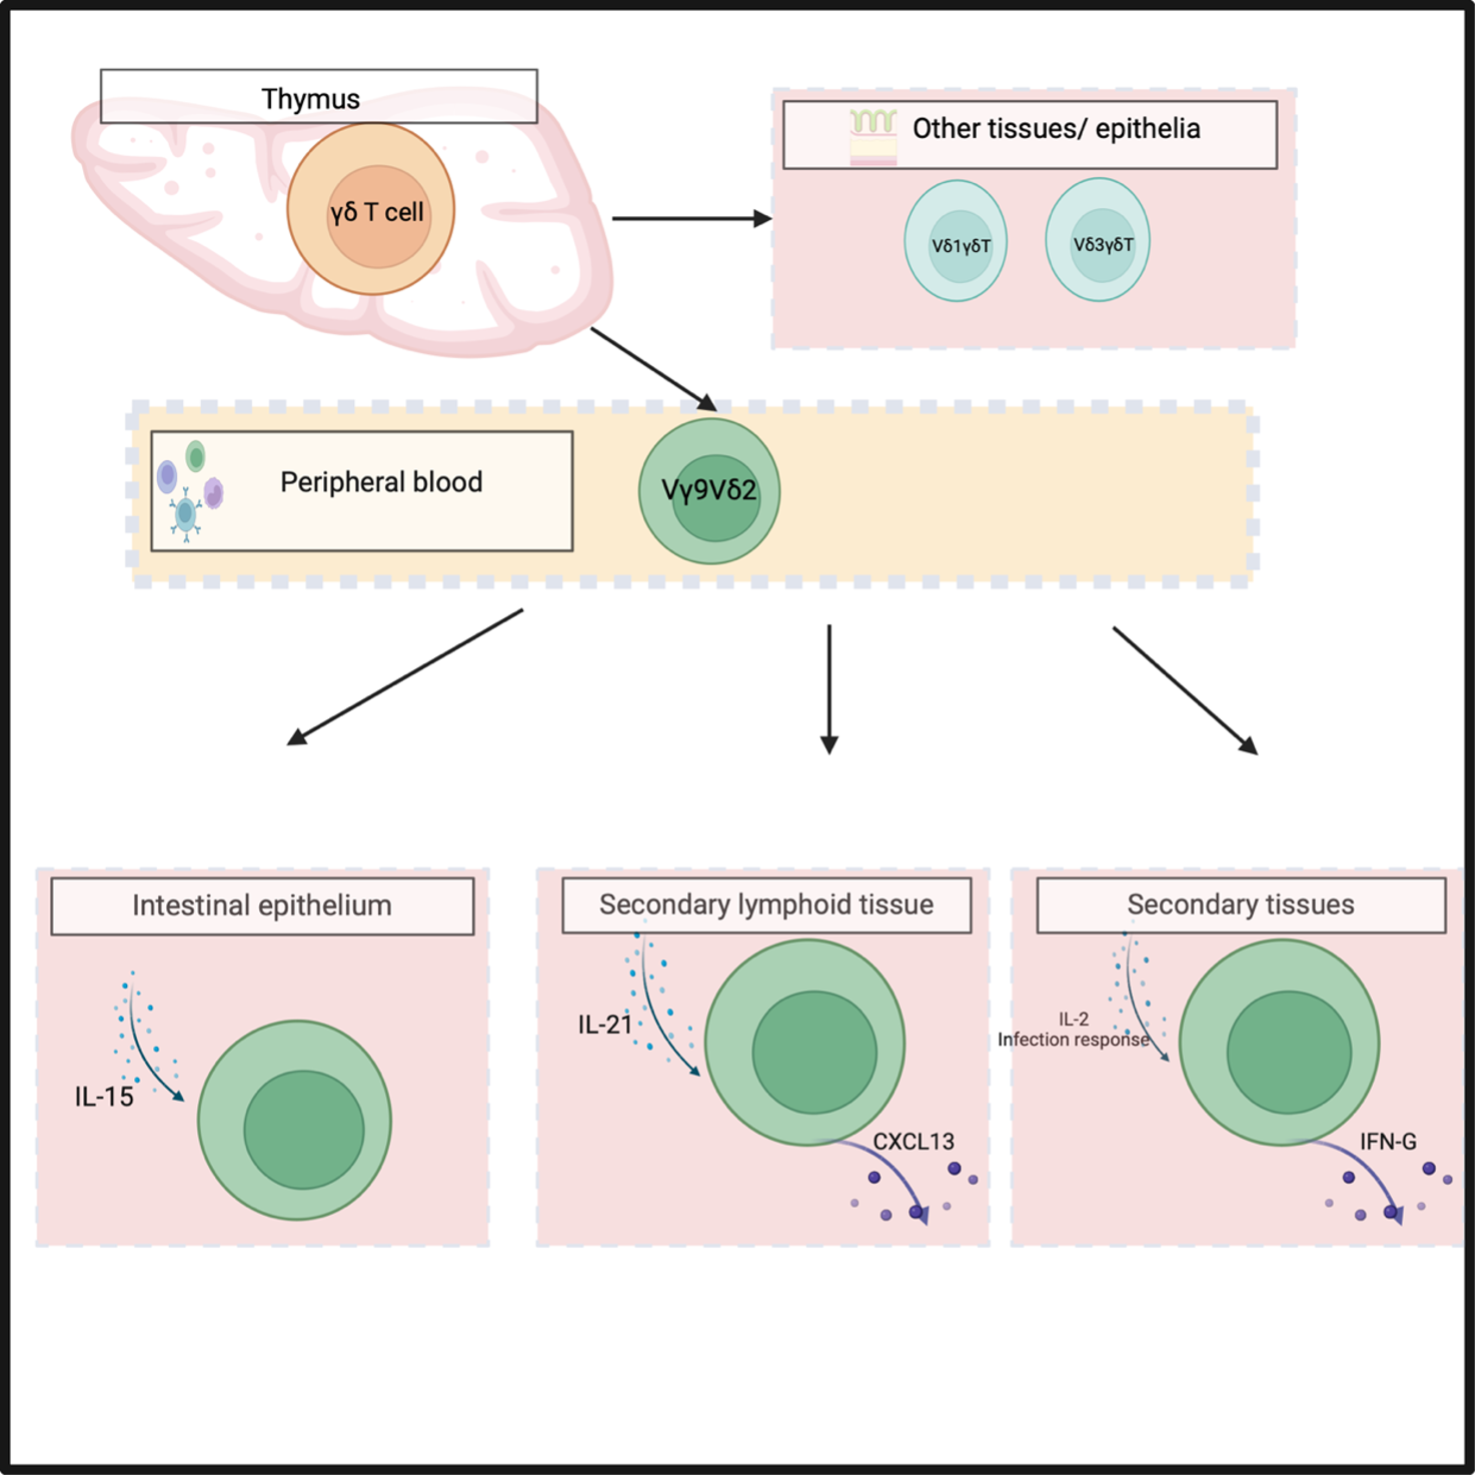 Thymus
γδ T cell
Other tissues/ epithelia
Vδ1γδT
Vδ3γδT
Peripheral blood
Vγ9Vδ2
Intestinal epithelium
IL-15
Secondary lymphoid tissue
IL-21
CXCL13
Secondary tissues
IL-2
Infection response
IFN-G